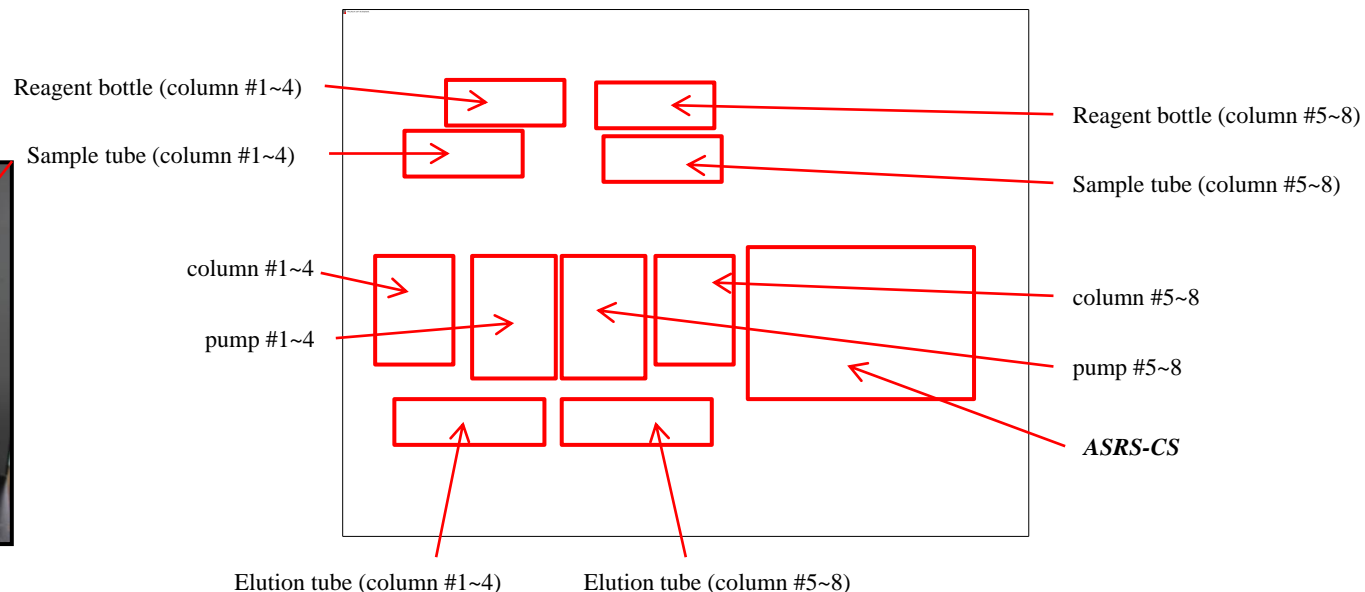 Reagent bottle (column #1~4)
Reagent bottle (column #5~8)
Sample tube (column #1~4)
Sample tube (column #5~8)
column #1~4
column #5~8
pump #1~4
pump #5~8
ASRS-CS
Elution tube (column #1~4)
Elution tube (column #5~8)